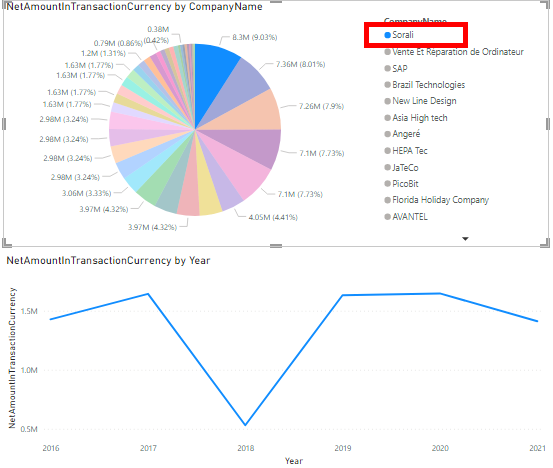 NetAmountInTransactionCurrency by CompanyName
CompanyName
0.38M
(0.42%)
0.79M (0.86%)
1.2M (1.31%)
1.63M (1.77%)
1.63M (1.77%)
1.63M (1.77%)
1.63M (1.77%)
2.98M (3.24%)
2.98M (3.24%)
2.98M (3.24%)
2.98M (3.24%)
3.06M (3.33%)
3.97M (4.32%)
3.97M (4.32%)
8.3M (9.03%)
7.36M (8.01%)
7.26M (7.9%)
7.1M (7.73%)
7.1M (7.73%)
4.05M (4.41%)
Sorali
Vente Et Réparation de Ordinateur
SAP
Brazil Technologies
New Line Design
Asia High tech
Angeré
HEPA Tec
JaTeCo
PicoBit
Florida Holiday Company
AVANTEL
NetAmountInTransactionCurrency by Year
NetAmountInTransactionCurrency
1.5M
1.0M
0.5M
2016 2017 2018 2019 2020 2021
Year